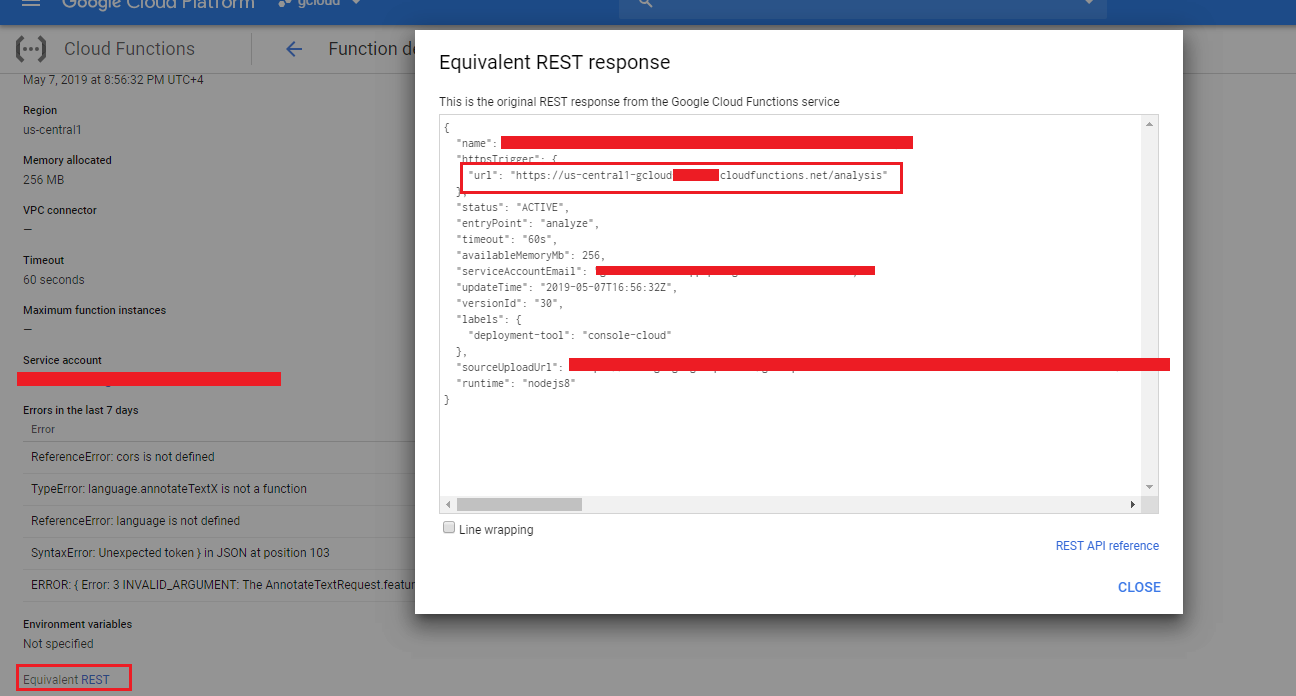 Google Cloud Platform
gcloud
Cloud Functions
Function de
May 7, 2019 at 8:56:32 PM UTC+4
Region
us-central1
Memory allocated
256 MB
VPC connector
—
Timeout
60 seconds
Maximum function instances
—
Service account
Errors in the last 7 days
Error
ReferenceError: cors is not defined
TypeError: language.annotateTextX is not a function
ReferenceError: language is not defined
SyntaxError: Unexpected token } in JSON at position 103
ERROR: { Error: 3 INVALID_ARGUMENT: The AnnotateTextRequest.featur
Environment variables
Not specified
Equivalent REST
Equivalent REST response
This is the original REST response from the Google Cloud Functions service
{
"name":
"httpsTrigger": {
"url": "https://us-central1-gcloud cloudfunctions.net/analysis"
},
"status": "ACTIVE",
"entryPoint": "analyze",
"timeout": "60s",
"availableMemoryMb": 256,
"serviceAccountEmail":
"updateTime": "2019-05-07T16:56:32Z",
"versionId": "30",
"labels": {
"deployment-tool": "console-cloud"
},
"sourceUploadUrl":
"runtime": "nodejs8"
}
Line wrapping
REST API reference
CLOSE